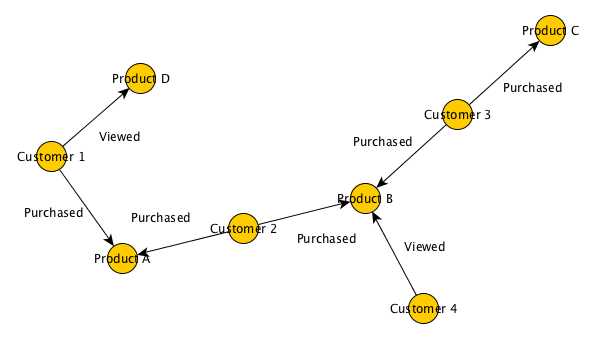 Product C
Product D
Purchased
Customer 3
Viewed
Purchased
Customer 1
Product B
Purchased
Purchased
Customer 2
Purchased
Viewed
Product A
Customer 4